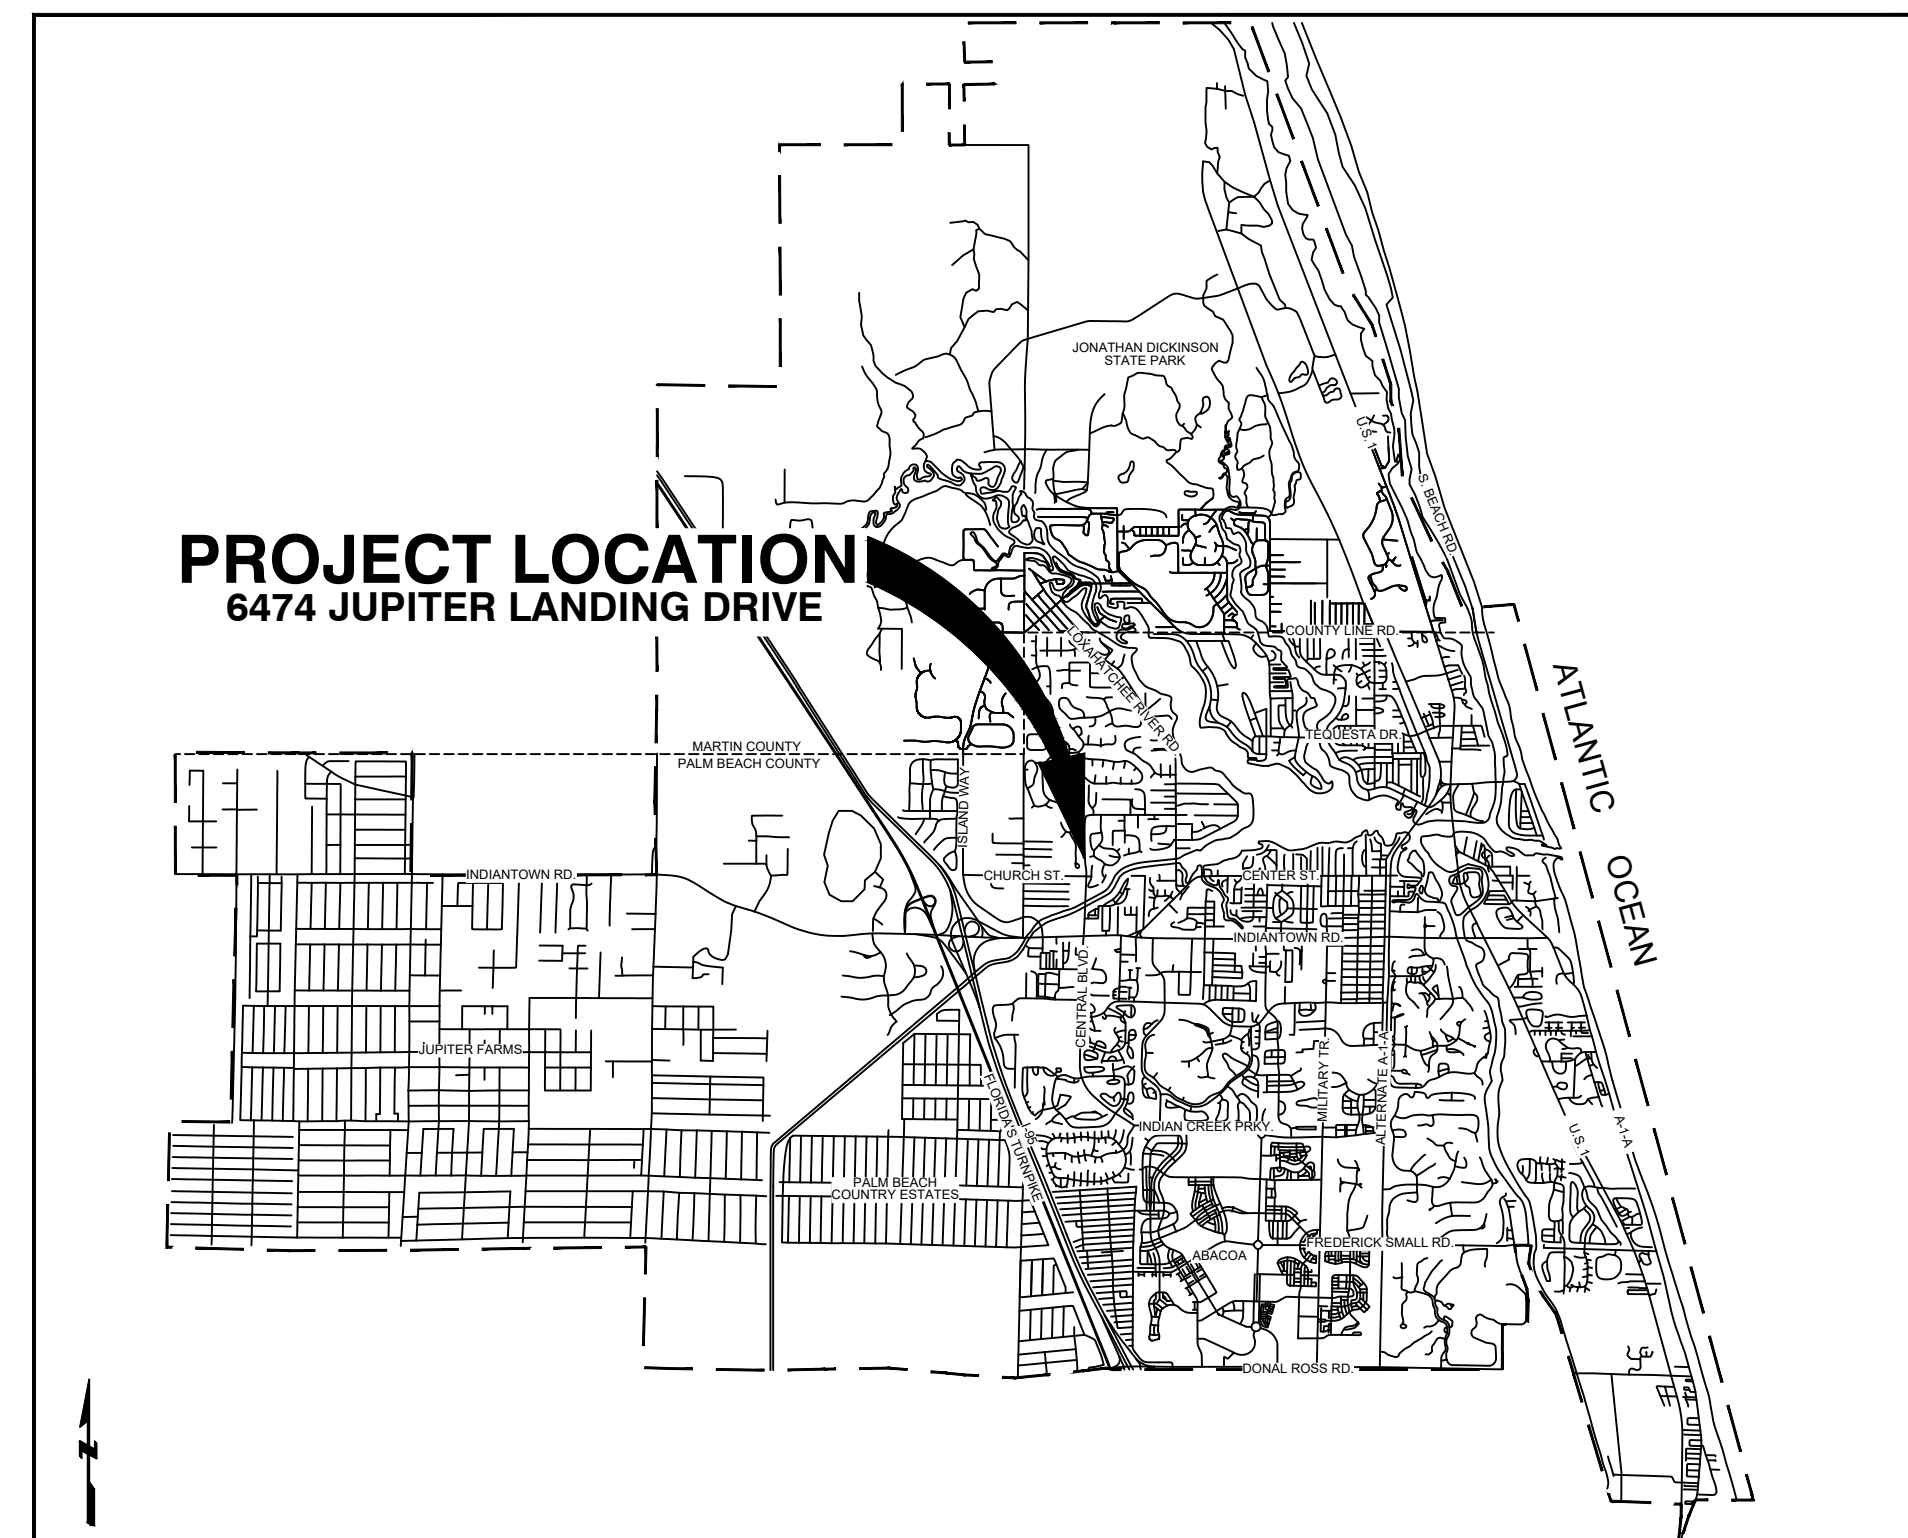 JONATHAN DICKINSON
STATE PARK
U.S. 1
S. BEACH RD.
PROJECT LOCATION
6474 JUPITER LANDING DRIVE
COUNTY LINE RD.
LOXAHATCHEE RIVER RD.
ATLANTIC OCEAN
TEQUESTA DR.
MARTIN COUNTY
PALM BEACH COUNTY
ISLAND WAY
INDIANTOWN RD.
CHURCH ST.
CENTER ST.
INDIANTOWN RD.
CENTRAL BLVD.
JUPITER FARMS
MILITARY TR.
ALTERNATE A-1-A
FLORIDA'S TURNPIKE
I-95
INDIAN CREEK PRKY.
U.S. 1
A-1-A
PALM BEACH
COUNTRY ESTATES
FREDERICK SMALL RD.
ABACOA
DONAL ROSS RD.
N